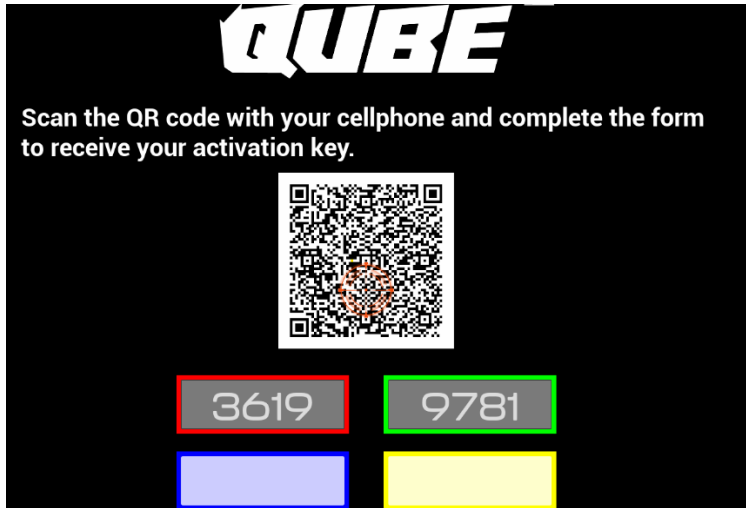 QUBE
Scan the QR code with your cellphone and complete the form
to receive your activation key.
3619 9781